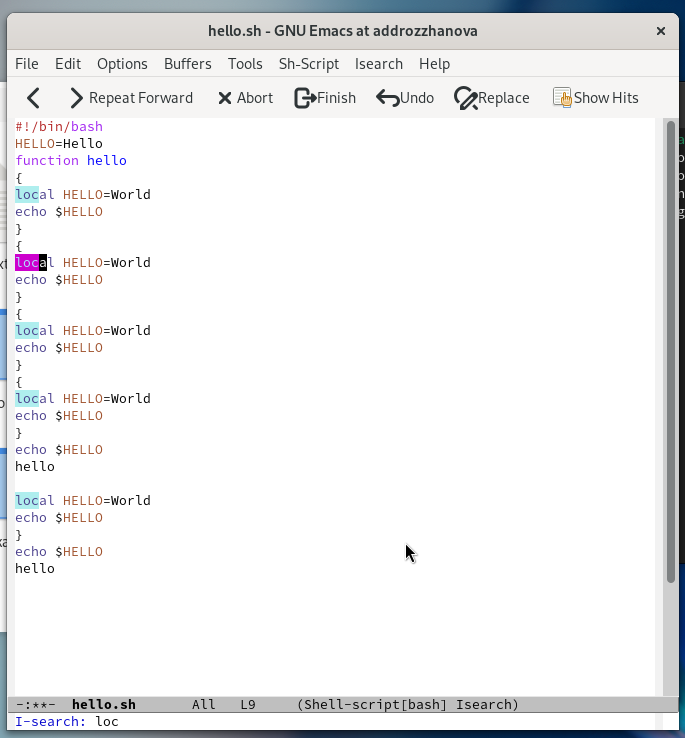 hello.sh - GNU Emacs at addrozzhanova ×
File Edit Options Buffers Tools Sh-Script Isearch Help
Repeat Forward Abort Finish Undo Replace Show Hits
#!/bin/bash
HELLO=Hello
function hello
{
local HELLO=World
echo $HELLO
}
{
local HELLO=World
echo $HELLO
}
{
local HELLO=World
echo $HELLO
}
{
local HELLO=World
echo $HELLO
}
echo $HELLO
hello
local HELLO=World
echo $HELLO
}
echo $HELLO
hello
-:**- hello.sh All L9 (Shell-script[bash] Isearch)
I-search: loc